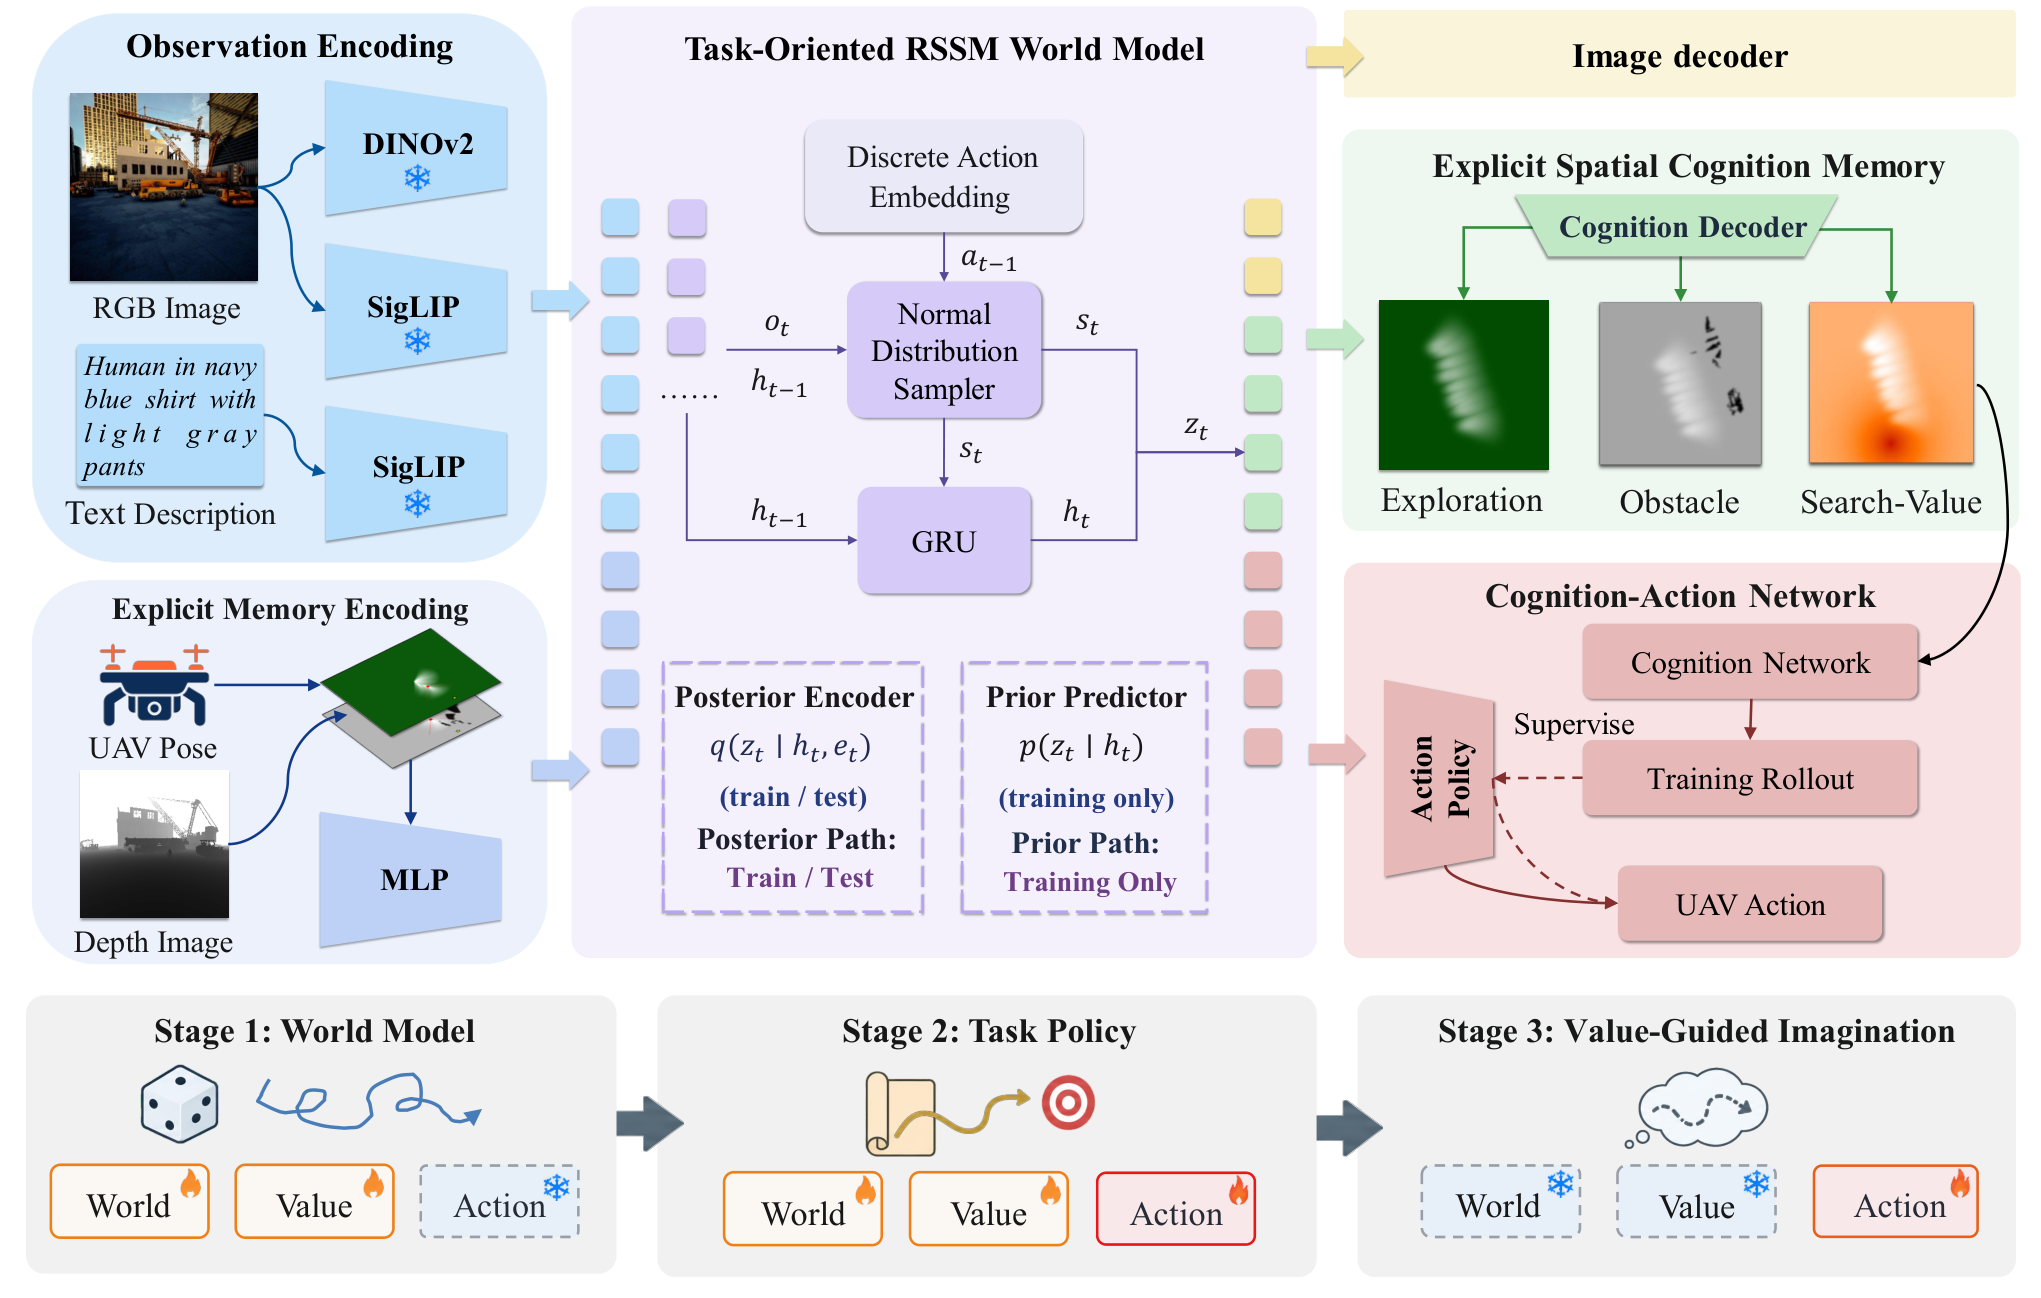 Observation Encoding
DINOv2
SigLIP
RGB Image
Human in navy
blue shirt with
light gray
pants
SigLIP
Text Description
Explicit Memory Encoding
UAV Pose
MLP
Depth Image
Task-Oriented RSSM World Model
Discrete Action
Embedding
a_{t−1}
o_t
h_{t−1}
Normal
Distribution
Sampler
s_t
......
s_t
z_t
h_{t−1}
GRU
h_t
Posterior Encoder
q(z_t | h_t, e_t)
(train / test)
Posterior Path:
Train / Test
Prior Predictor
p(z_t | h_t)
(training only)
Prior Path:
Training Only
Image decoder
Explicit Spatial Cognition Memory
Cognition Decoder
Exploration
Obstacle
Search-Value
Cognition-Action Network
Cognition Network
Supervise
Training Rollout
Action
Policy
UAV Action
Stage 1: World Model
World
Value
Action
Stage 2: Task Policy
World
Value
Action
Stage 3: Value-Guided Imagination
World
Value
Action